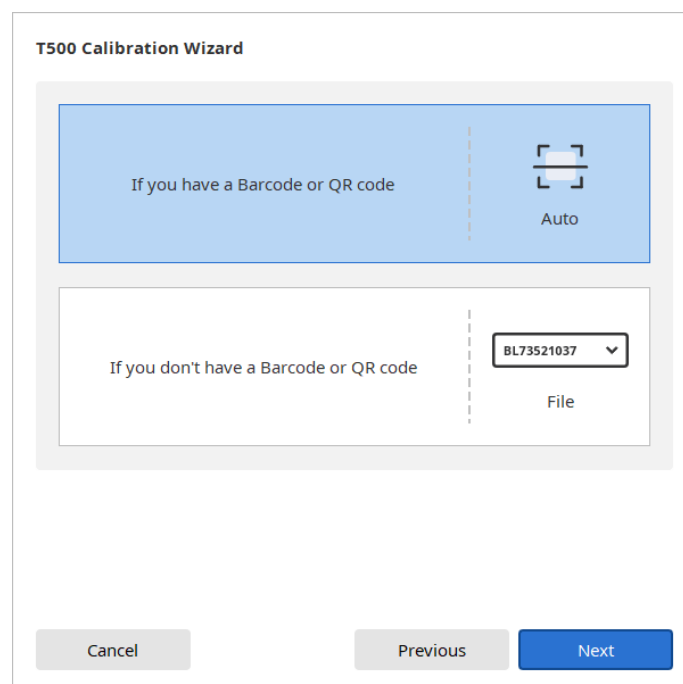 T500 Calibration Wizard
If you have a Barcode or QR code
Auto
If you don't have a Barcode or QR code
BL73521037
File
Cancel
Previous
Next